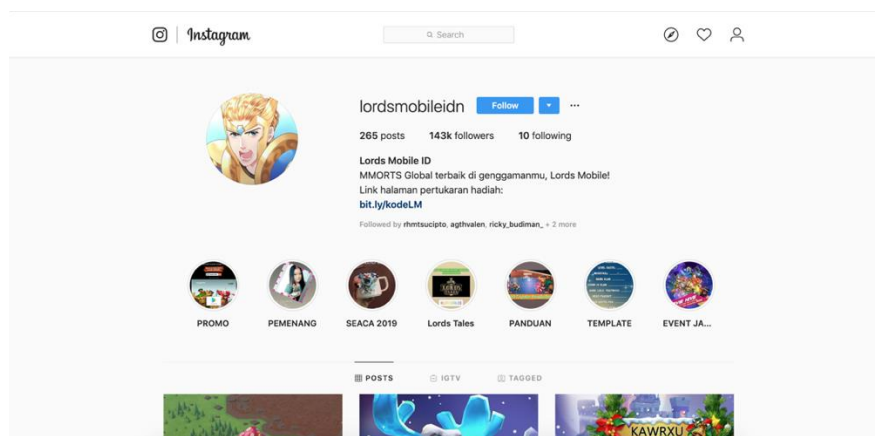 Instagram
Search
lordsmobileidn Follow ...
265 posts 143k followers 10 following
Lords Mobile ID
MMORTS Global terbaik di genggamanmu, Lords Mobile!
Link halaman pertukaran hadiah:
bit.ly/kodeLM
Followed by rhmtsucipto, agthvalen, ricky_budiman_ + 2 more
PROMO PEMENANG SEACA 2019 Lords Tales PANDUAN TEMPLATE EVENT JA...
POSTS IGTV TAGGED
KAWRXU